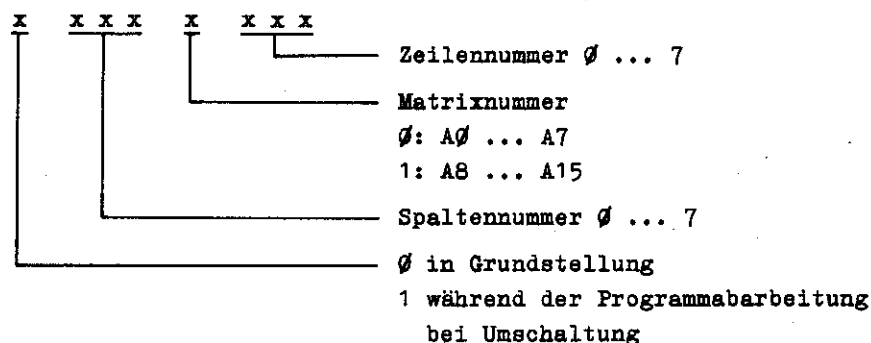 x xxx x xxx
Zeilennummer Ø ... 7
Matrixnummer
Ø: AØ ... A7
1: A8 ... A15
Spaltennummer Ø ... 7
Ø in Grundstellung
1 während der Programmabarbeitung
bei Umschaltung